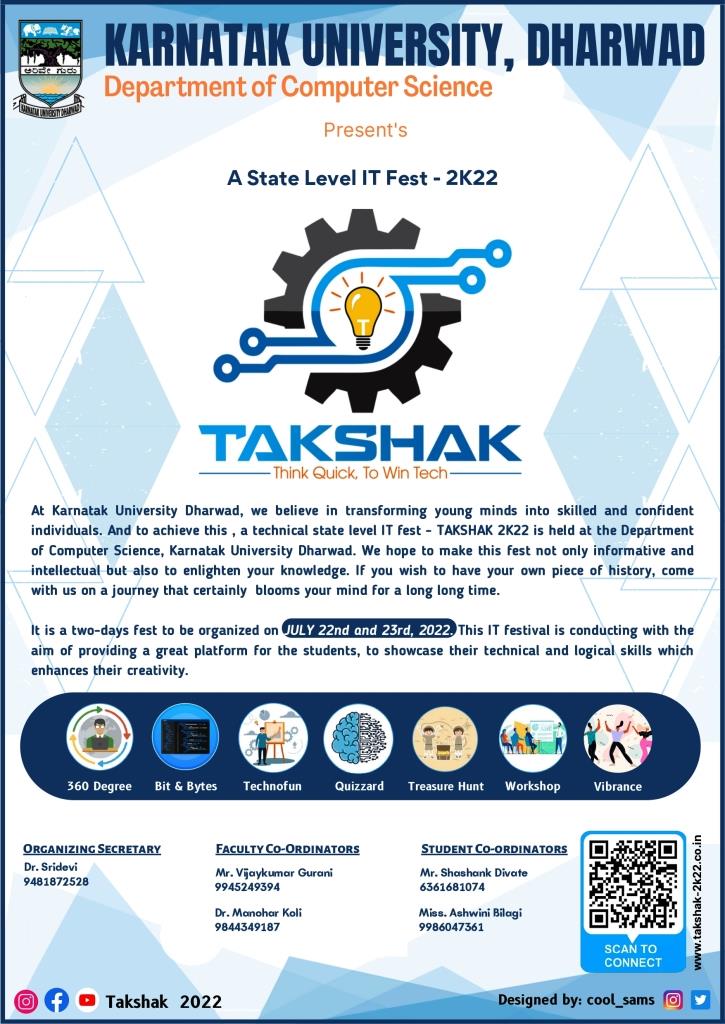 KARNATAK UNIVERSITY, DHARWAD
Department of Computer Science
ಅರಿವೇ ಗುರು
KARNATAK UNIVERSITY DHARWAD
Present's
A State Level IT Fest - 2K22
T
TAKSHAK
Think Quick, To Win Tech
At Karnatak University Dharwad, we believe in transforming young minds into skilled and confident
individuals. And to achieve this , a technical state level IT fest - TAKSHAK 2K22 is held at the Department
of Computer Science, Karnatak University Dharwad. We hope to make this fest not only informative and
intellectual but also to enlighten your knowledge. If you wish to have your own piece of history, come
with us on a journey that certainly blooms your mind for a long long time.
It is a two-days fest to be organized on JULY 22nd and 23rd, 2022. This IT festival is conducting with the
aim of providing a great platform for the students, to showcase their technical and logical skills which
enhances their creativity.
360 Degree
Bit & Bytes
Technofun
Quizzard
Treasure Hunt
Workshop
Vibrance
Organizing Secretary
Dr. Sridevi
9481872528
Faculty Co-Ordinators
Mr. Vijaykumar Gurani
9945249394
Dr. Manohar Koli
9844349187
Student Co-ordinators
Mr. Shashank Divate
6361681074
Miss. Ashwini Bilagi
9986047361
SCAN TO
CONNECT
www.takshak-2k22.co.in
Takshak 2022
Designed by: cool_sams